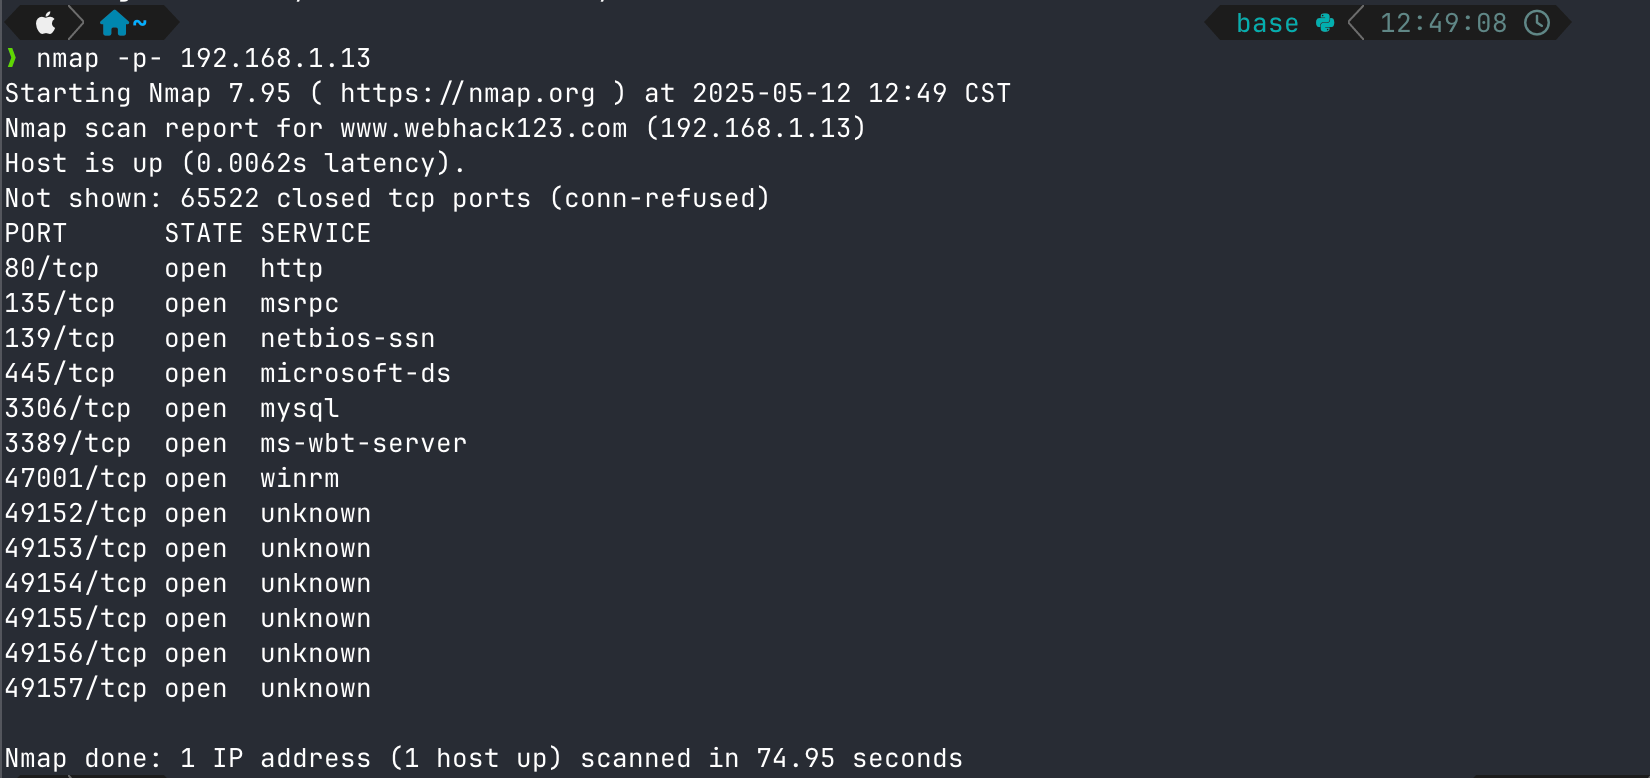 ~
base
12:49:08
❯ nmap -p- 192.168.1.13
Starting Nmap 7.95 ( https://nmap.org ) at 2025-05-12 12:49 CST
Nmap scan report for www.webhack123.com (192.168.1.13)
Host is up (0.0062s latency).
Not shown: 65522 closed tcp ports (conn-refused)
PORT      STATE SERVICE
80/tcp    open  http
135/tcp   open  msrpc
139/tcp   open  netbios-ssn
445/tcp   open  microsoft-ds
3306/tcp  open  mysql
3389/tcp  open  ms-wbt-server
47001/tcp open  winrm
49152/tcp open  unknown
49153/tcp open  unknown
49154/tcp open  unknown
49155/tcp open  unknown
49156/tcp open  unknown
49157/tcp open  unknown
Nmap done: 1 IP address (1 host up) scanned in 74.95 seconds